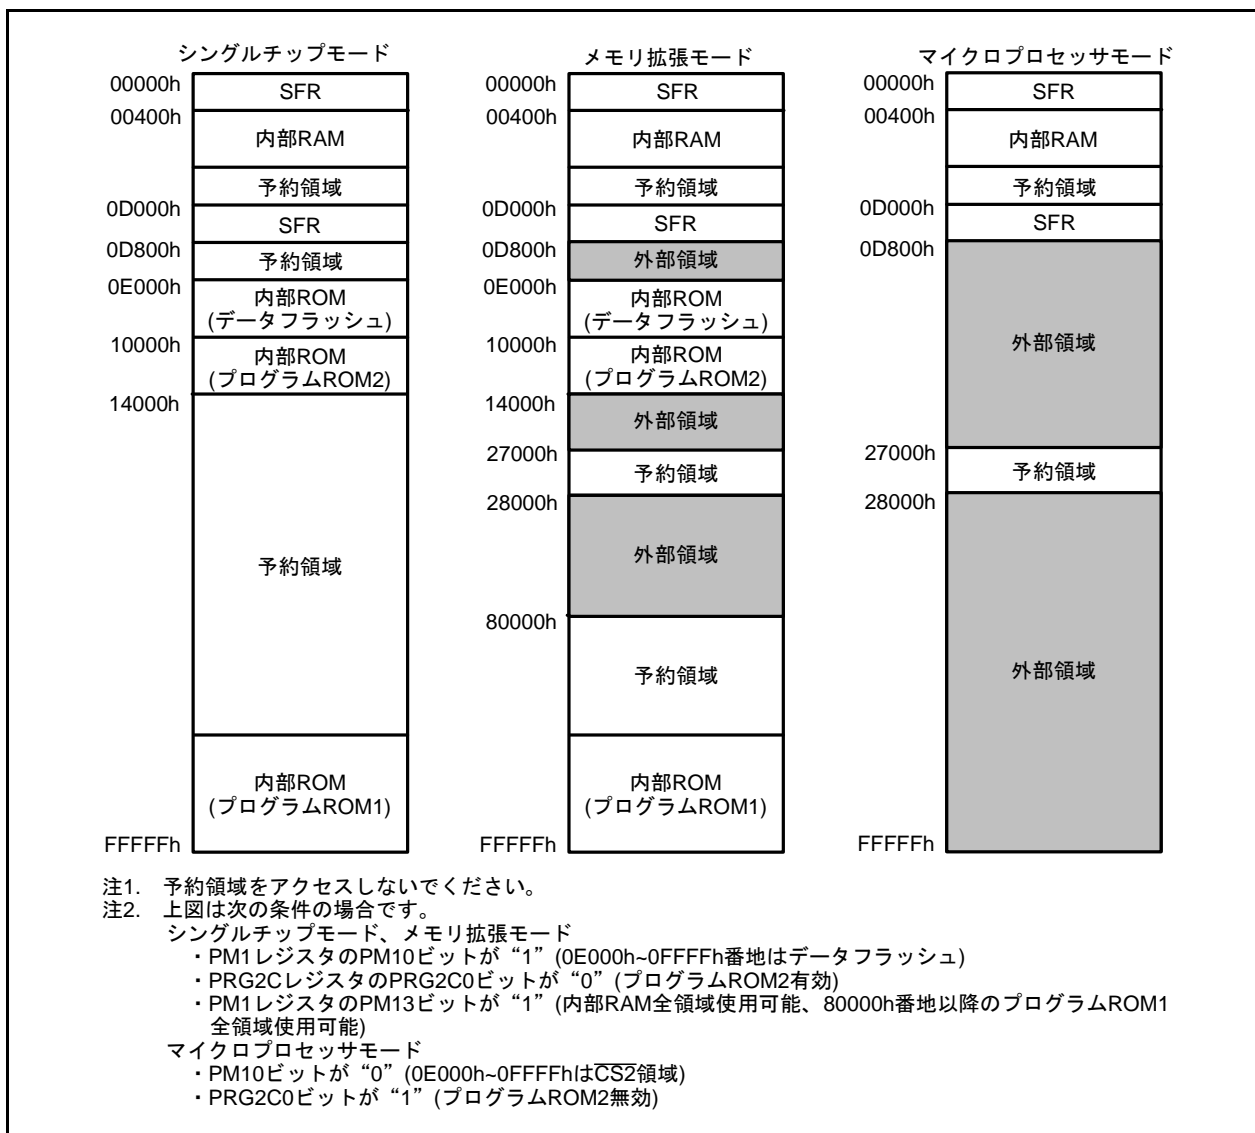 シングルチップモード
00000h
SFR
00400h
内部RAM
予約領域
0D000h
SFR
0D800h
予約領域
0E000h
内部ROM
(データフラッシュ)
10000h
内部ROM
(プログラムROM2)
14000h
予約領域
内部ROM
(プログラムROM1)
FFFFFh
メモリ拡張モード
00000h
SFR
00400h
内部RAM
予約領域
0D000h
SFR
0D800h
外部領域
0E000h
内部ROM
(データフラッシュ)
10000h
内部ROM
(プログラムROM2)
14000h
外部領域
27000h
予約領域
28000h
外部領域
80000h
予約領域
内部ROM
(プログラムROM1)
FFFFFh
マイクロプロセッサモード
00000h
SFR
00400h
内部RAM
予約領域
0D000h
SFR
0D800h
外部領域
27000h
予約領域
28000h
外部領域
FFFFFh
注1. 予約領域をアクセスしないでください。
注2. 上図は次の条件の場合です。
シングルチップモード、メモリ拡張モード
・PM1レジスタのPM10ビットが“1” (0E000h~0FFFFh番地はデータフラッシュ)
・PRG2CレジスタのPRG2C0ビットが“0” (プログラムROM2有効)
・PM1レジスタのPM13ビットが“1” (内部RAM全領域使用可能、80000h番地以降のプログラムROM1
全領域使用可能)
マイクロプロセッサモード
・PM10ビットが“0” (0E000h~0FFFFhはC̅S̅2̅領域)
・PRG2C0ビットが“1” (プログラムROM2無効)